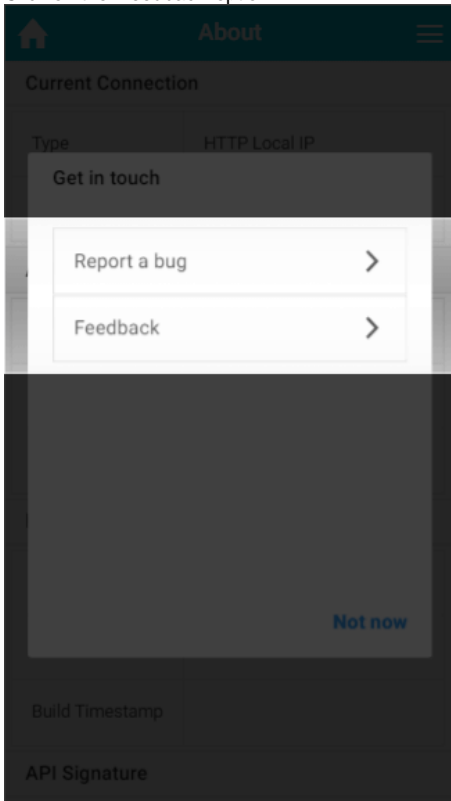 About
Current Connection
Type HTTP Local IP
Get in touch
Report a bug
Feedback
Not now
Build Timestamp
API Signature